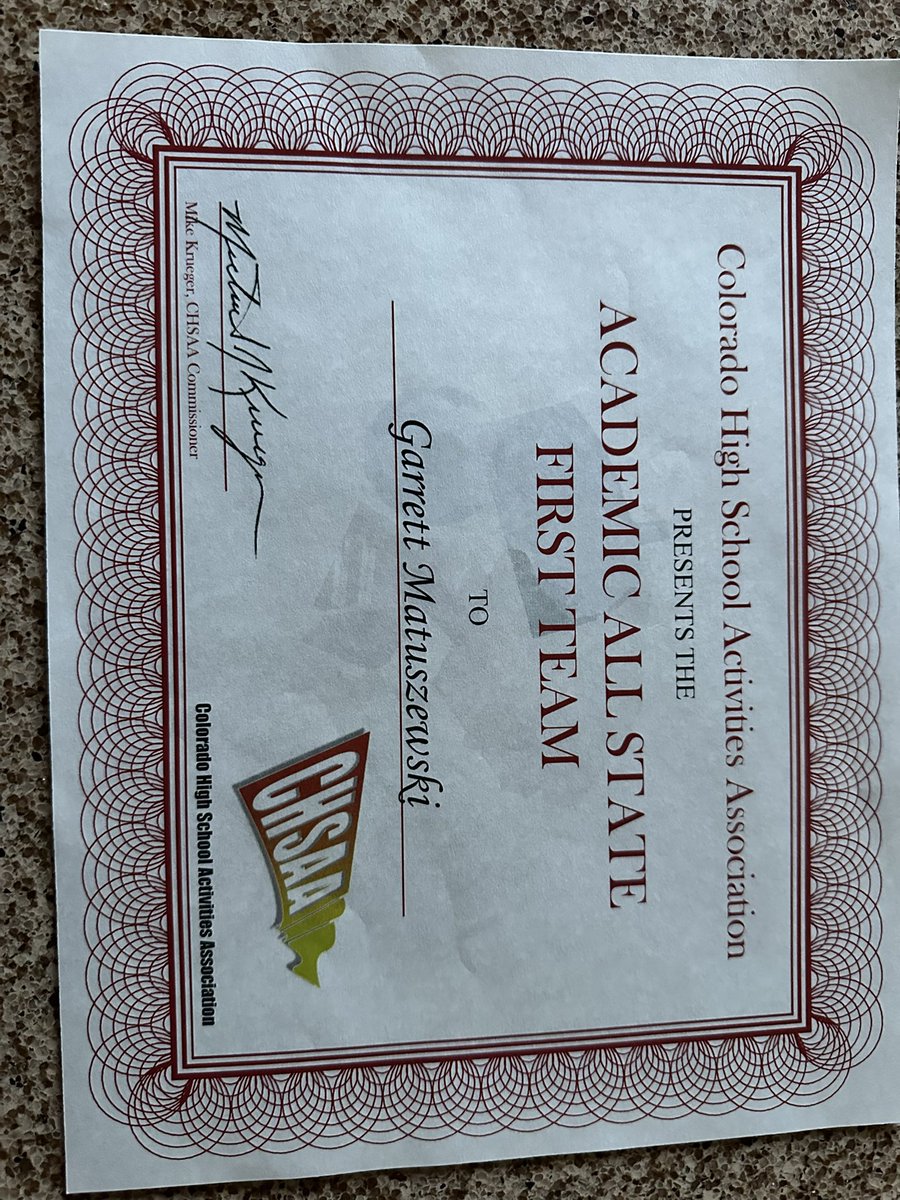 Colorado High School Activities Association
PRESENTS THE
ACADEMIC ALL STATE
FIRST TEAM
TO
Garrett Matuszewski
Mike Krueger, CHSAA Commissioner
CHSAA
Colorado High School Activities Association